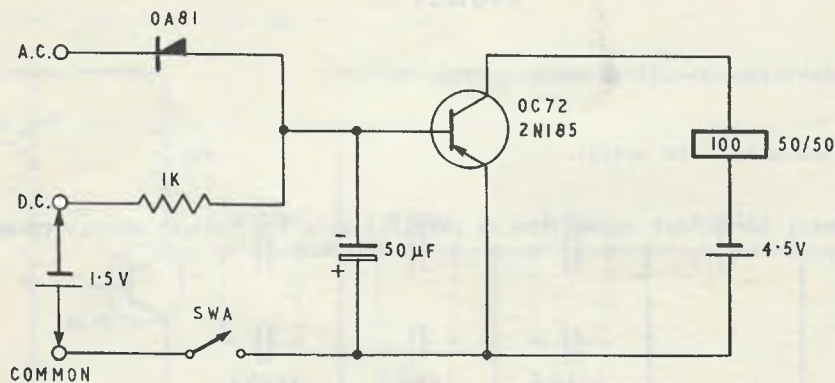 OA81
A.C.
OC72
2N185
100
50/50
1K
D.C.
-
50μF
+
1·5V
4·5V
SWA
COMMON